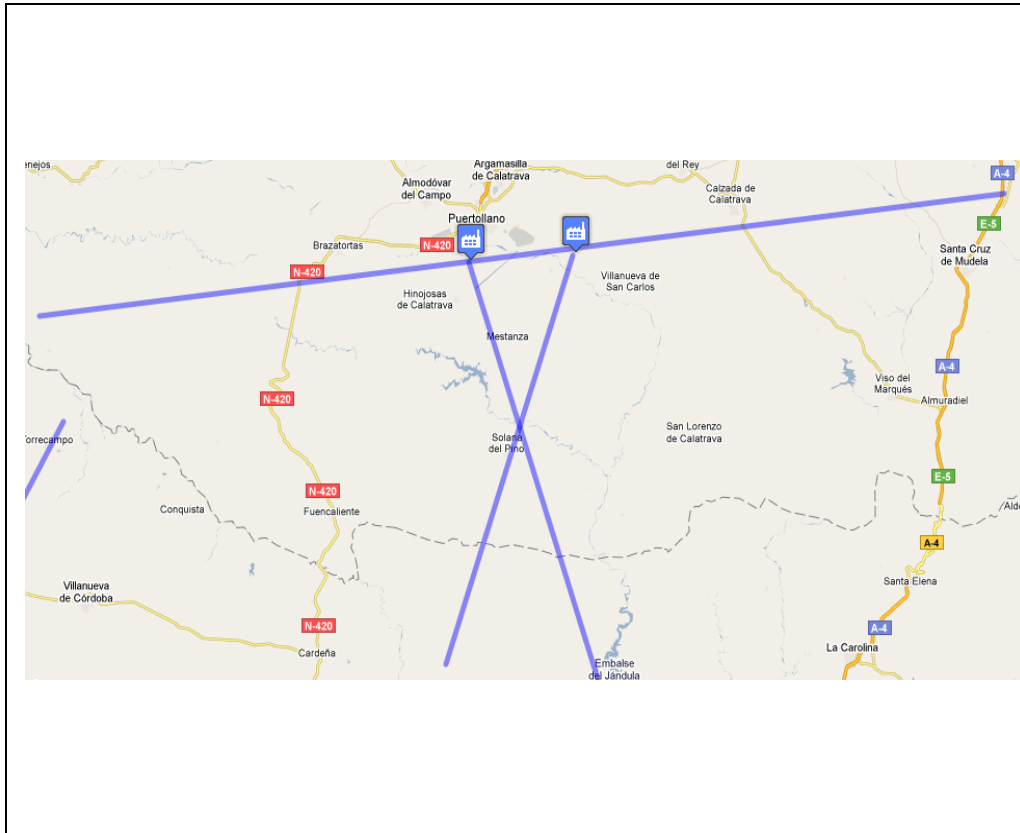 Argamasilla
de Calatrava
del Rey
A-4
Almodóvar
del Campo
Calzada de
Calatrava
Puertollano
E-5
Brazatortas
N-420
Santa Cruz
de Mudela
N-420
Villanueva de
San Carlos
Hinojosas
de Calatrava
Mestanza
A-4
Viso del
Marqués
N-420
Almuradiel
San Lorenzo
de Calatrava
Solana
del Pino
Torrecampo
E-5
N-420
Conquista
Fuencaliente
A-4
Santa Elena
Villanueva
de Córdoba
N-420
A-4
La Carolina
Cardeña
Embalse
del Jándula